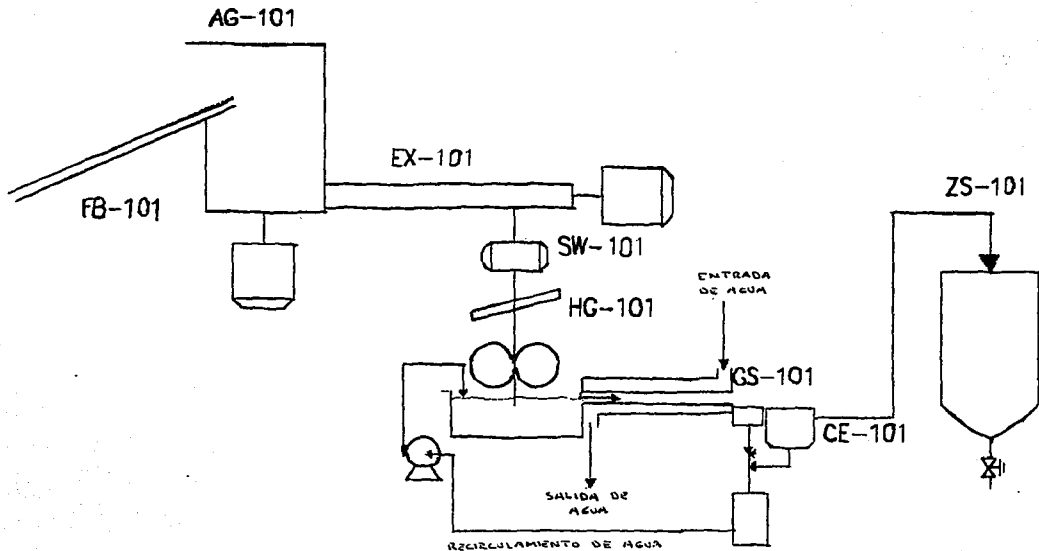 AG-101
EX-101
ZS-101
FB-101
SW-101
ENTRADA
DE AGUA
HG-101
GS-101
CE-101
SALIDA DE
AGUA
RECIRCULAMIENTO DE AGUA